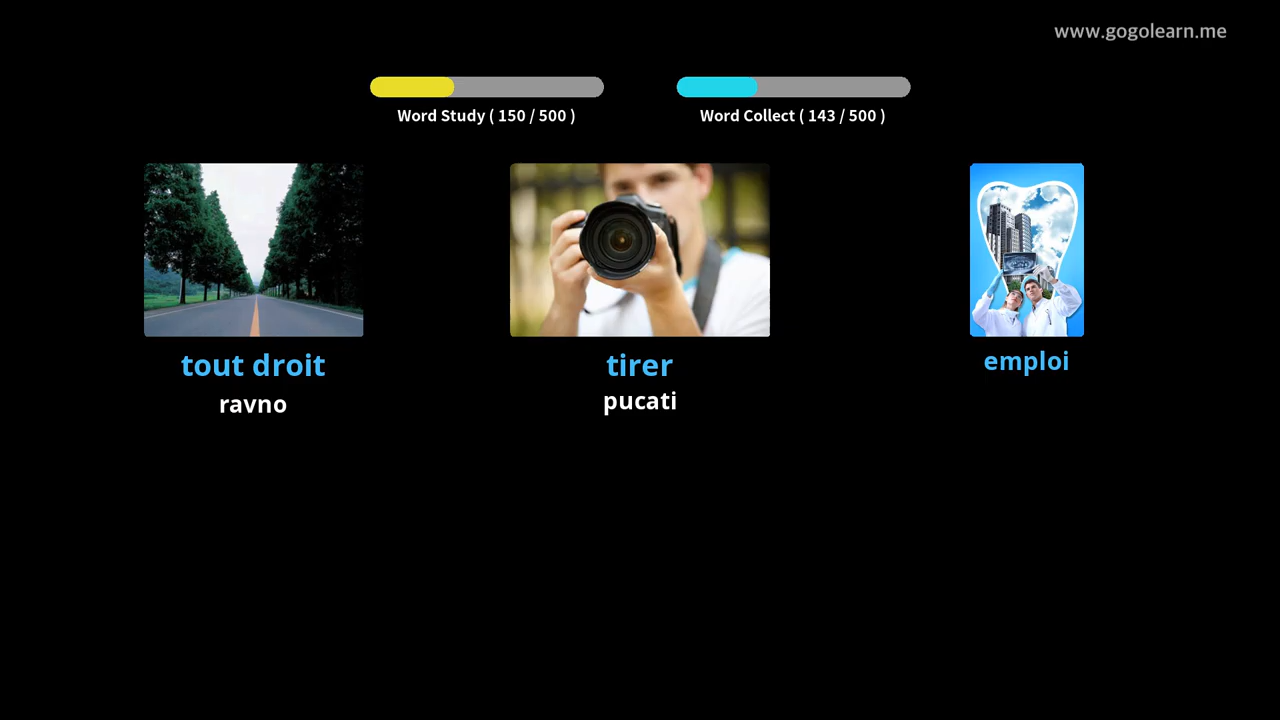 www.gogolearn.me
Word Study ( 150 / 500 )
Word Collect ( 143 / 500 )
tout droit
ravno
tirer
pucati
emploi